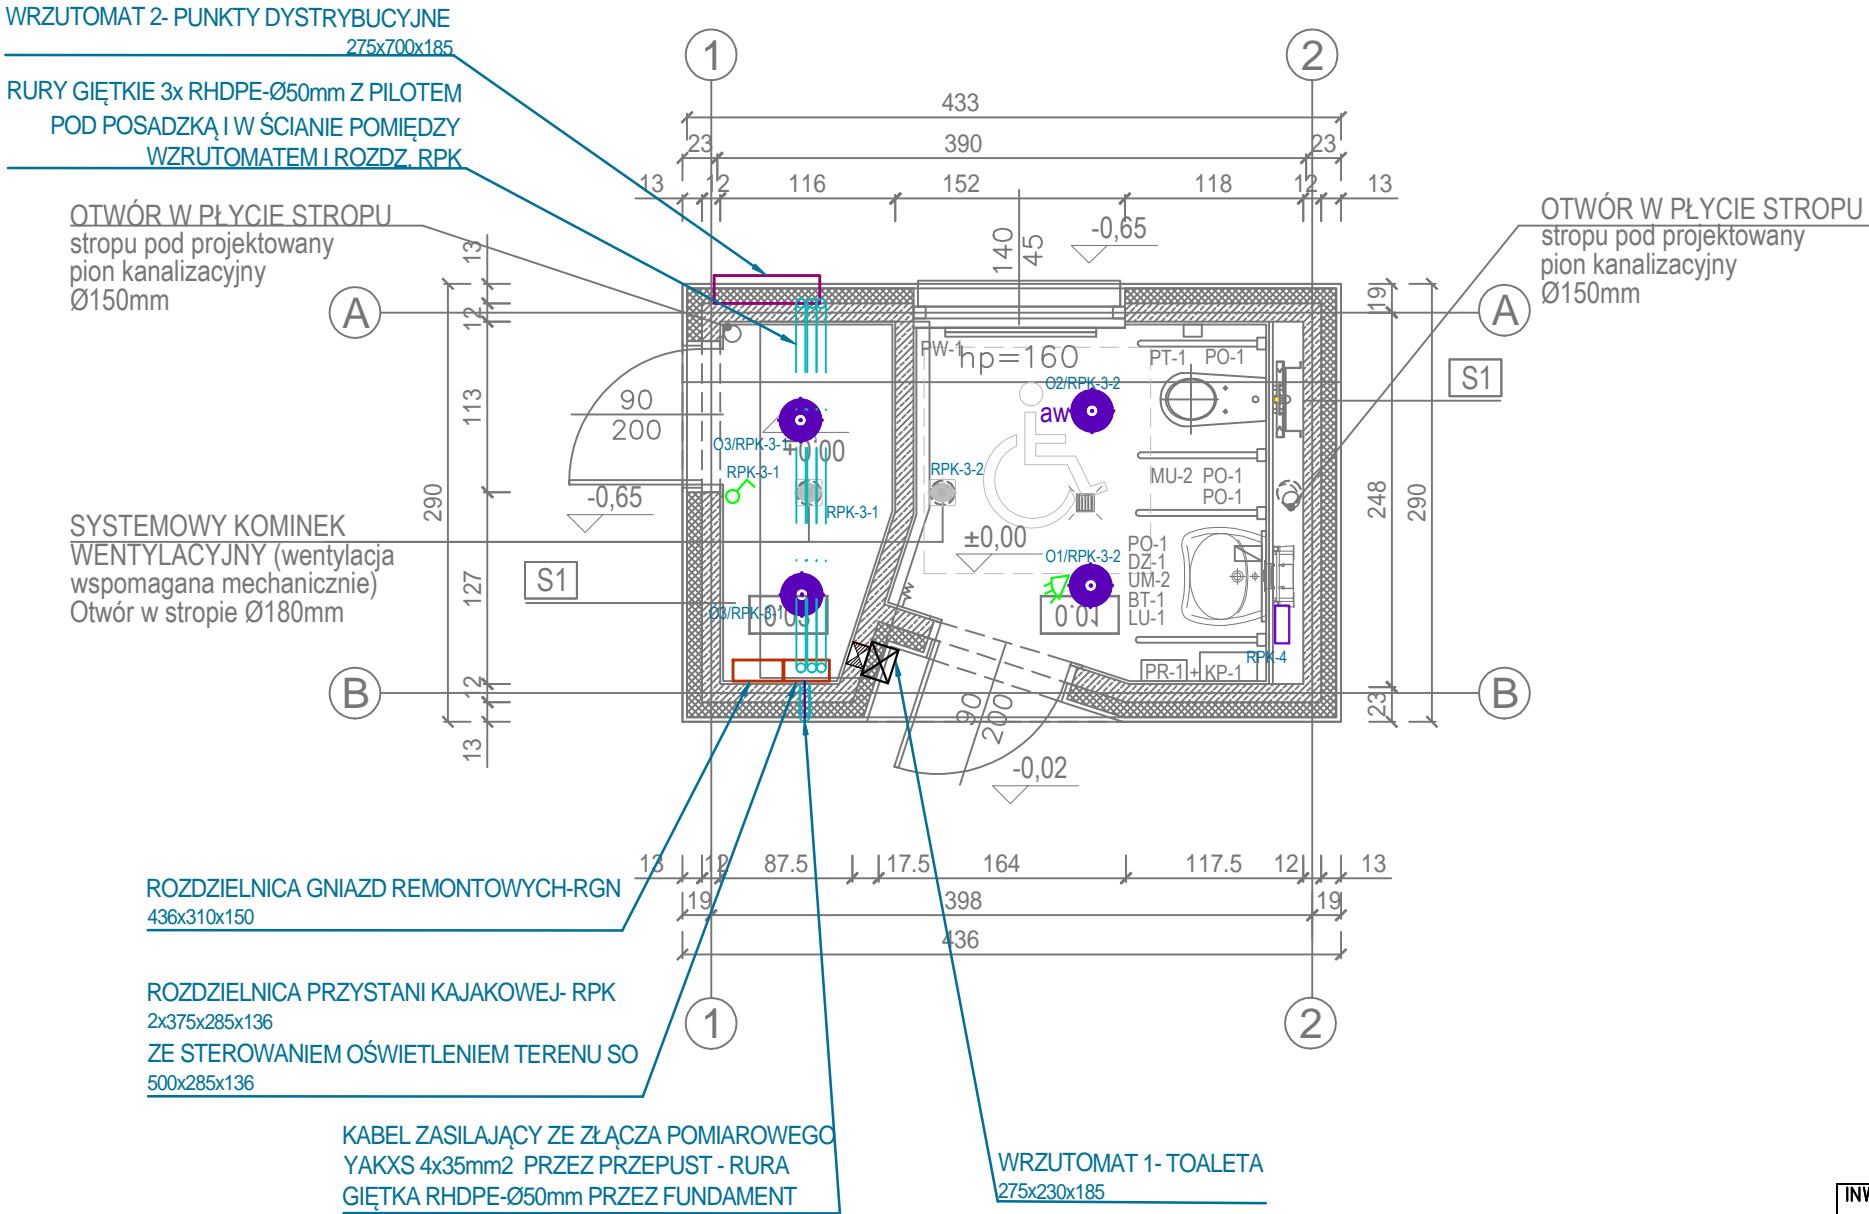 WRZUTOMAT 2- PUNKTY DYSTRYBUCYJNE
275x700x185
RURY GIĘTKIE 3x RHDPE-Ø50mm Z PILOTEM
POD POSADZKĄ I W ŚCIANIE POMIĘDZY
WZRUTOMATEM I ROZDZ. RPK
OTWÓR W PŁYCIE STROPU
stropu pod projektowany
pion kanalizacyjny
Ø150mm
1
2
433
23
390
23
13
12
116
152
118
12
13
140
45
-0,65
OTWÓR W PŁYCIE STROPU
stropu pod projektowany
pion kanalizacyjny
Ø150mm
A
A
13
12
113
290
127
12
13
19
248
290
23
S1
90
200
-0,65
PW-1
hp=160
PT-1
PO-1
O2/RPK-3-2
aw
O3/RPK-3-1
±0,00
RPK-3-1
RPK-3-1
RPK-3-2
MU-2
PO-1
PO-1
±0,00
O1/RPK-3-2
PO-1
DZ-1
UM-2
BT-1
LU-1
SYSTEMOWY KOMINEK
WENTYLACYJNY (wentylacja
wspomagana mechanicznie)
Otwór w stropie Ø180mm
S1
O3/RPK-3-1
RPK-4
PR-1 + KP-1
B
B
90
200
-0,02
13
12
87.5
17.5
164
117.5
12
13
19
398
19
436
1
2
ROZDZIELNICA GNIAZD REMONTOWYCH-RGN
436x310x150
ROZDZIELNICA PRZYSTANI KAJAKOWEJ- RPK
2x375x285x136
ZE STEROWANIEM OŚWIETLENIEM TERENU SO
500x285x136
KABEL ZASILAJĄCY ZE ZŁĄCZA POMIAROWEGO
YAKXS 4x35mm2 PRZEZ PRZEPUST - RURA
GIĘTKA RHDPE-Ø50mm PRZEZ FUNDAMENT
WRZUTOMAT 1- TOALETA
275x230x185